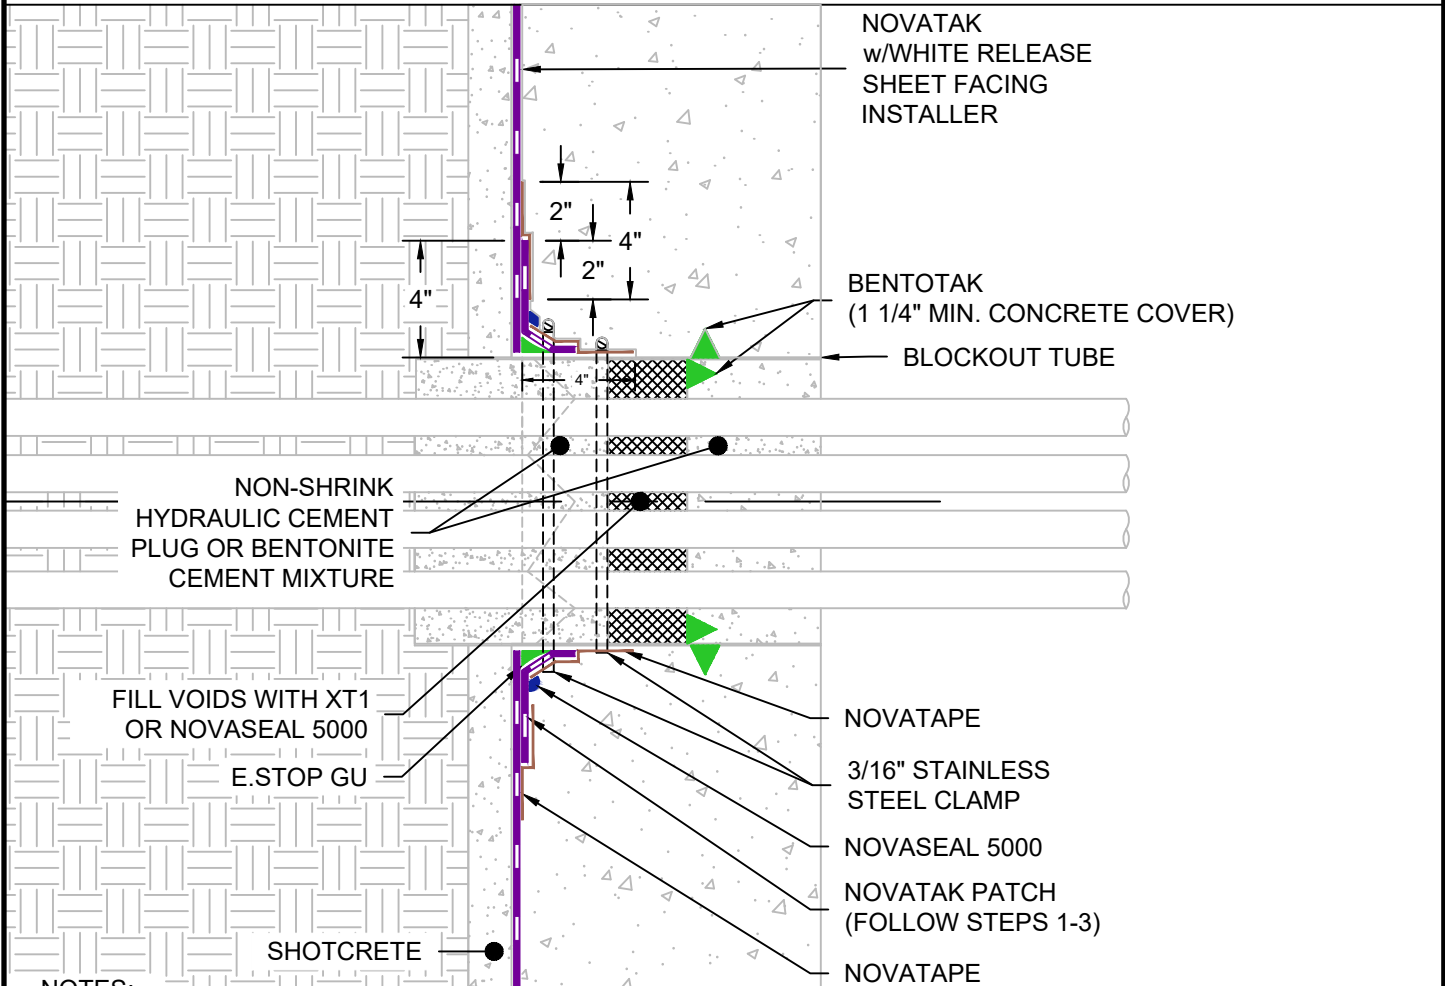 NOVATAK
w/WHITE RELEASE
SHEET FACING
INSTALLER
2"
4"
2"
4"
BENTOTAK
(1 1/4" MIN. CONCRETE COVER)
BLOCKOUT TUBE
4"
NON-SHRINK
HYDRAULIC CEMENT
PLUG OR BENTONITE
CEMENT MIXTURE
FILL VOIDS WITH XT1
OR NOVASEAL 5000
E.STOP GU
NOVATAPE
3/16" STAINLESS
STEEL CLAMP
NOVASEAL 5000
NOVATAK PATCH
(FOLLOW STEPS 1-3)
SHOTCRETE
NOVATAPE
NOTES: